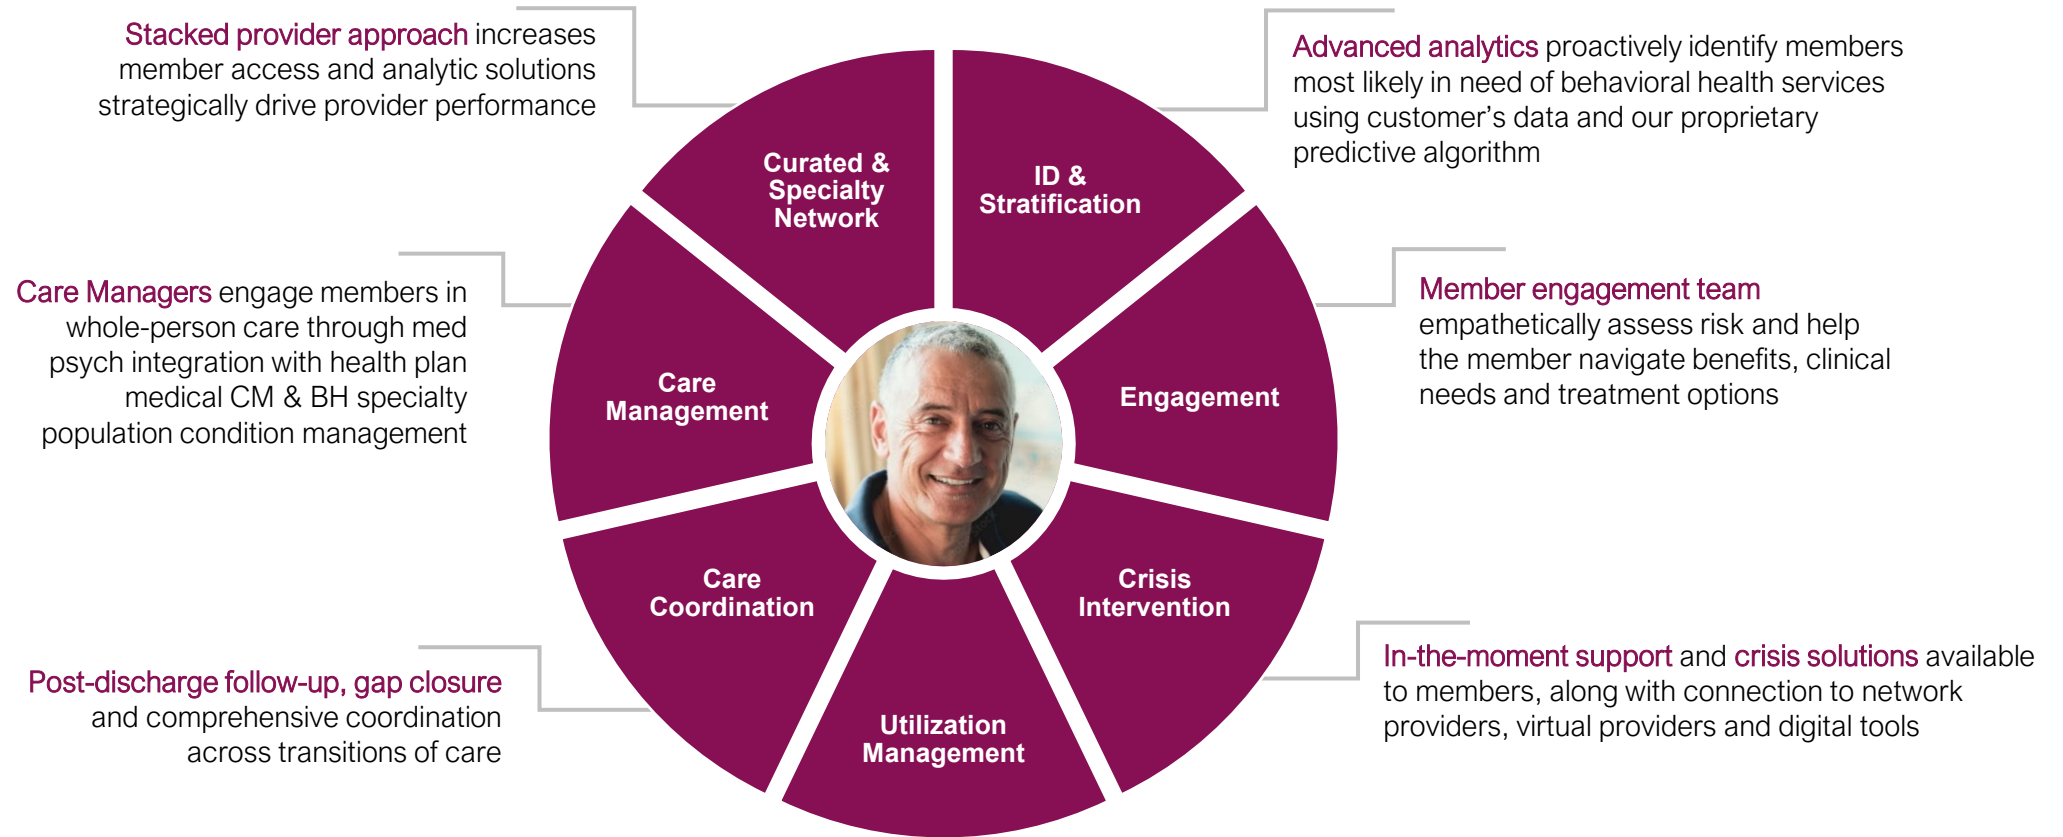 Stacked provider approach increases
member access and analytic solutions
strategically drive provider performance
Advanced analytics proactively identify members
most likely in need of behavioral health services
using customer’s data and our proprietary
predictive algorithm
Curated &
Specialty
Network
ID &
Stratification
Care Managers engage members in
whole-person care through med
psych integration with health plan
medical CM & BH specialty
population condition management
Member engagement team
empathetically assess risk and help
the member navigate benefits, clinical
needs and treatment options
Care
Management
Engagement
Care
Coordination
Crisis
Intervention
Post-discharge follow-up, gap closure
and comprehensive coordination
across transitions of care
Utilization
Management
In-the-moment support and crisis solutions available
to members, along with connection to network
providers, virtual providers and digital tools